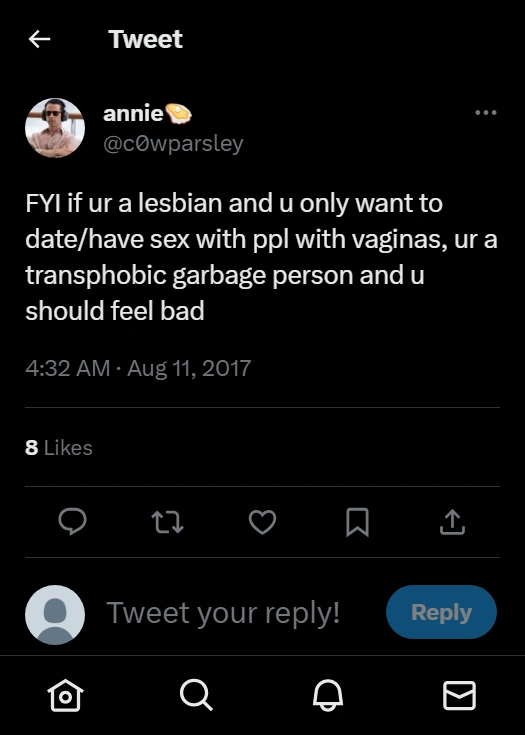 Tweet
annie
@c0wparsley
FYI if ur a lesbian and u only want to
date/have sex with ppl with vaginas, ur a
transphobic garbage person and u
should feel bad
4:32 AM · Aug 11, 2017
8 Likes
Tweet your reply!
Reply